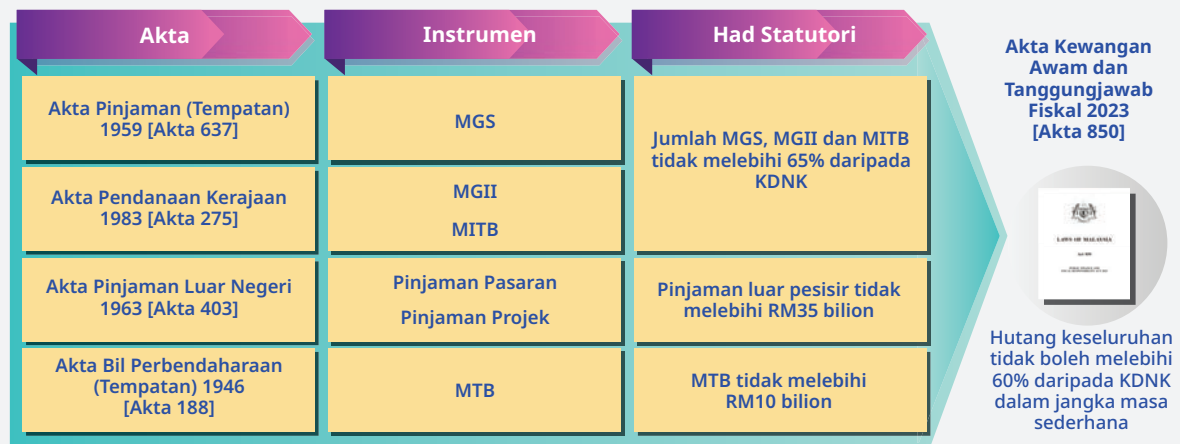 Akta
Instrumen
Had Statutori
Akta Pinjaman (Tempatan)
1959 [Akta 637]
MGS
Jumlah MGS, MGII dan MITB
tidak melebihi 65% daripada
KDNK
Akta Pendanaan Kerajaan
1983 [Akta 275]
MGII
MITB
Akta Pinjaman Luar Negeri
1963 [Akta 403]
Pinjaman Pasaran
Pinjaman Projek
Pinjaman luar pesisir tidak
melebihi RM35 bilion
Akta Bil Perbendaharaan
(Tempatan) 1946
[Akta 188]
MTB
MTB tidak melebihi
RM10 bilion
Akta Kewangan
Awam dan
Tanggungjawab
Fiskal 2023
[Akta 850]
LAWS OF MALAYSIA
Hutang keseluruhan
tidak boleh melebihi
60% daripada KDNK
dalam jangka masa
sederhana